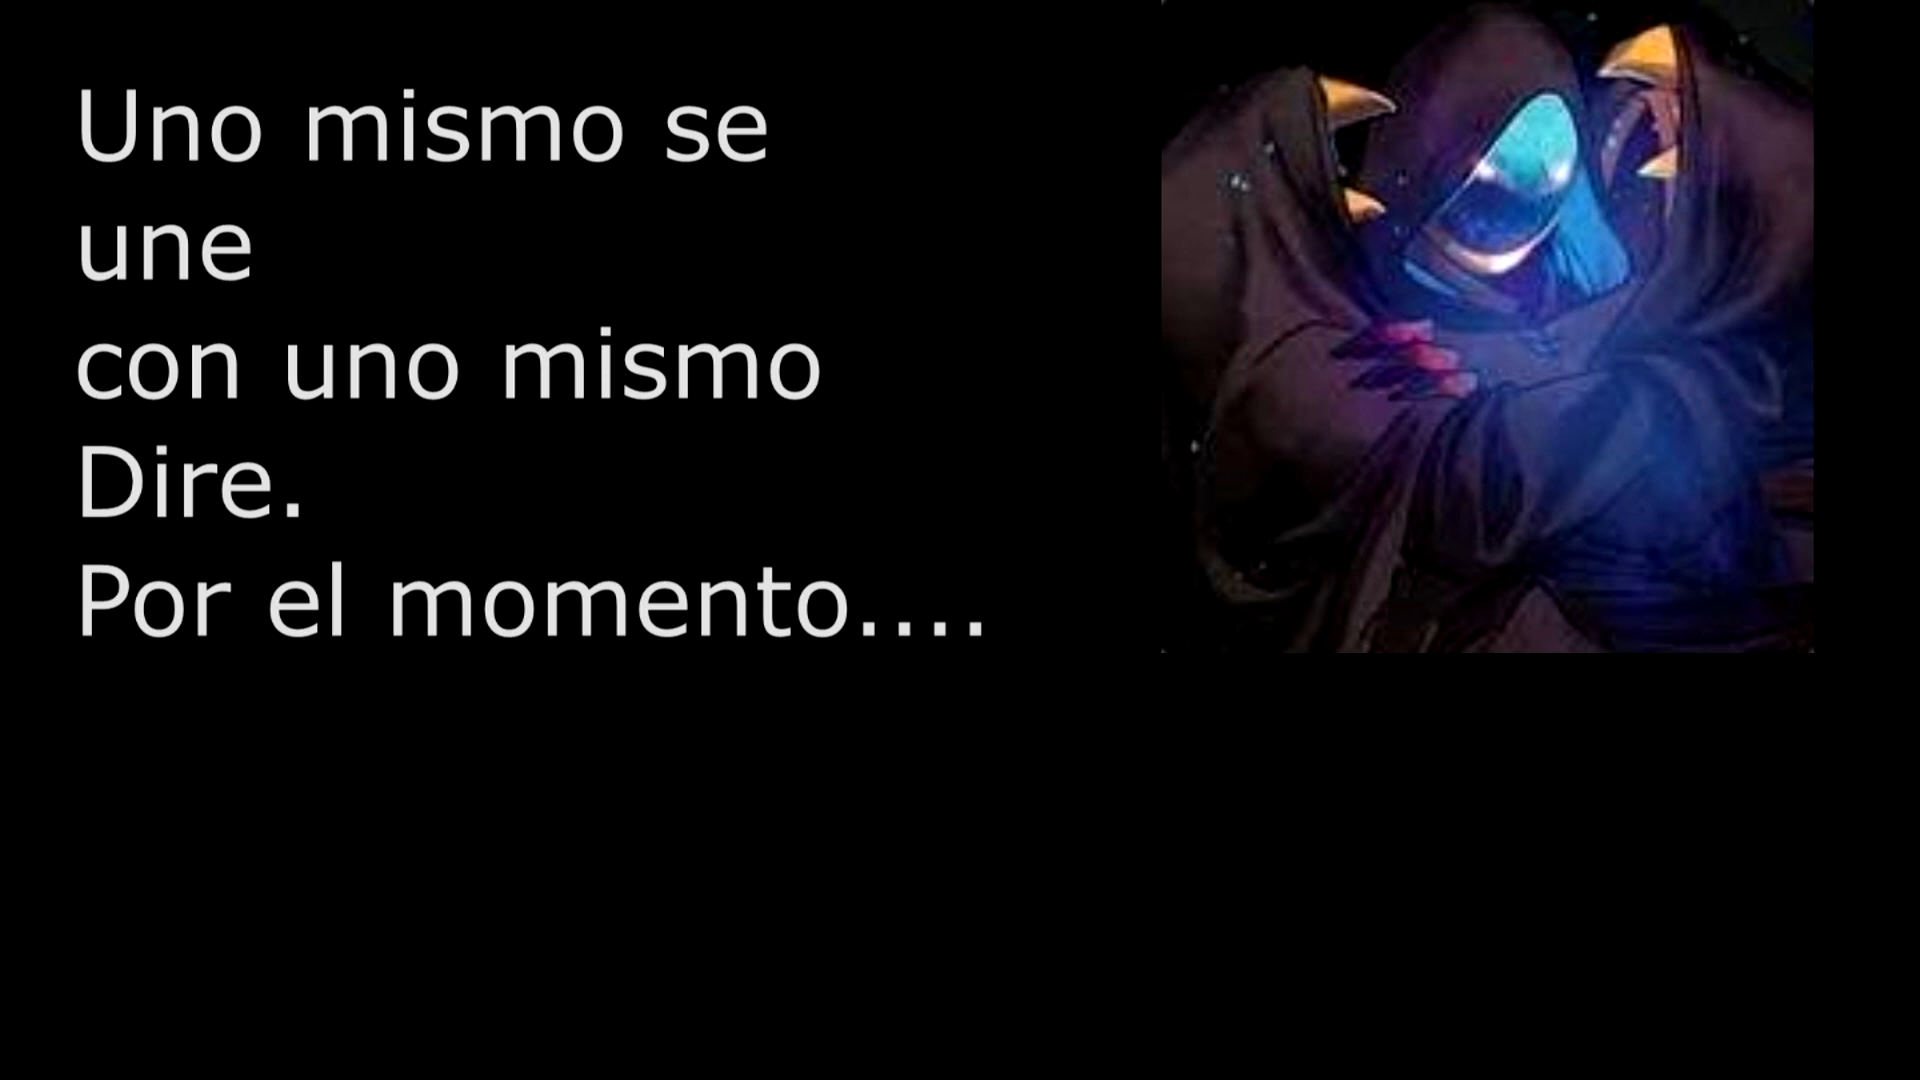 Uno mismo se
une
con uno mismo
Dire.
Por el momento....